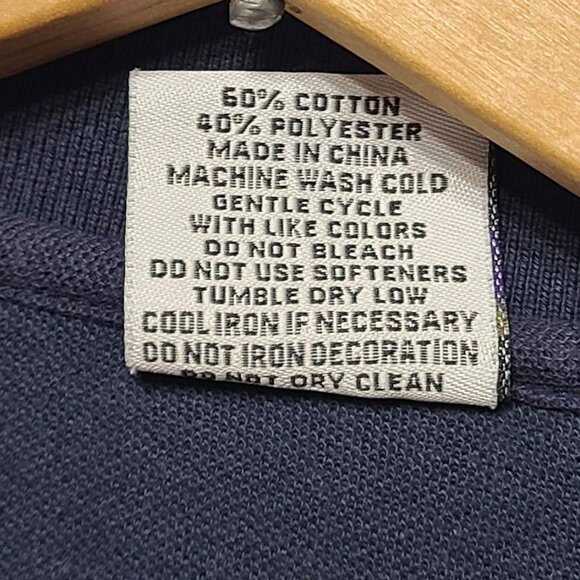 60% COTTON
40% POLYESTER
MADE IN CHINA
MACHINE WASH COLD
GENTLE CYCLE
WITH LIKE COLORS
DO NOT BLEACH
DO NOT USE SOFTENERS
TUMBLE DRY LOW
COOL IRON IF NECESSARY
DO NOT IRON DECORATION
DO NOT DRY CLEAN